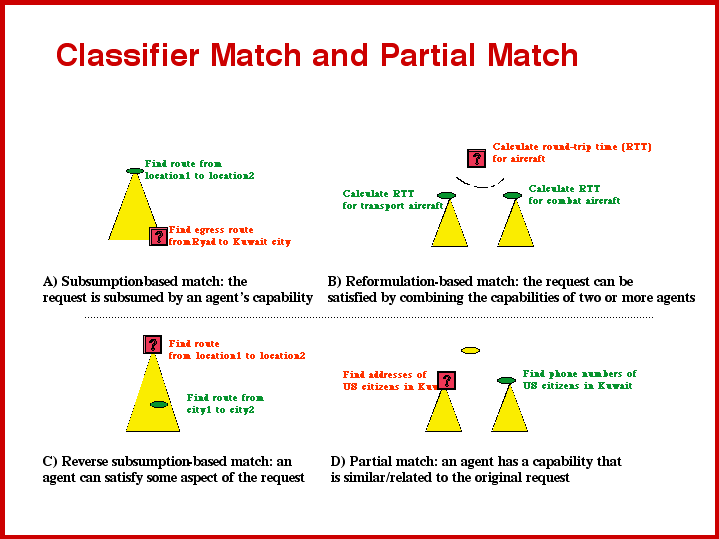 Classifier Match and Partial Match
Find route from
location1 to location2
?
Find egress route
fromRyad to Kuwait city
?
Calculate round-trip time (RTT)
for aircraft
Calculate RTT
for transport aircraft
Calculate RTT
for combat aircraft
A) Subsumptionbased match: the
request is subsumed by an agent's capability
B) Reformulation-based match: the request can be
satisfied by combining the capabilities of two or more agents
?
Find route
from location1 to location2
Find route from
city1 to city2
Find addresses of
US citizens in
?
Find phone numbers of
US citizens in Kuwait
C) Reverse subsumption-based match: an
agent can satisfy some aspect of the request
D) Partial match: an agent has a capability that
is similar/related to the original request